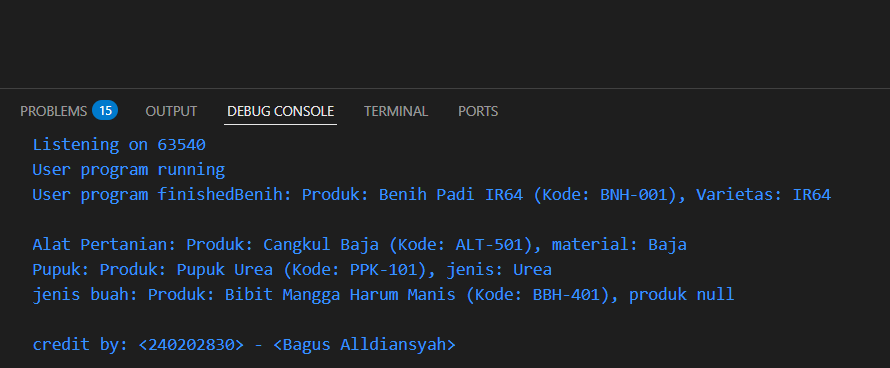 PROBLEMS 15 OUTPUT DEBUG CONSOLE TERMINAL PORTS
Listening on 63540
User program running
User program finishedBenih: Produk: Benih Padi IR64 (Kode: BNH-001), Varietas: IR64
Alat Pertanian: Produk: Cangkul Baja (Kode: ALT-501), material: Baja
Pupuk: Produk: Pupuk Urea (Kode: PPK-101), jenis: Urea
jenis buah: Produk: Bibit Mangga Harum Manis (Kode: BBH-401), produk null
credit by: <240202830> - <Bagus Alldiansyah>